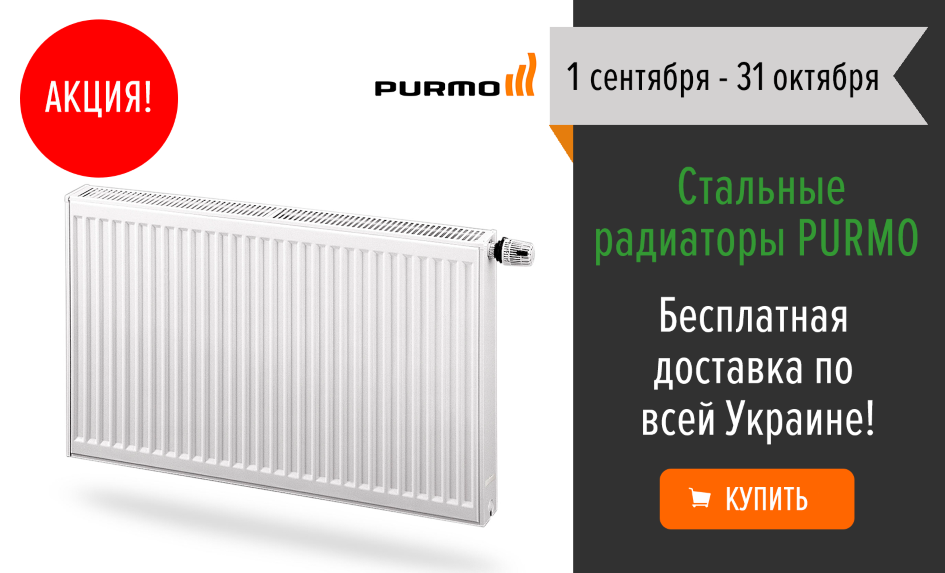 АКЦИЯ!
PURMO
1 сентября - 31 октября
Стальные
радиаторы PURMO
Бесплатная
доставка по
всей Украине!
КУПИТЬ